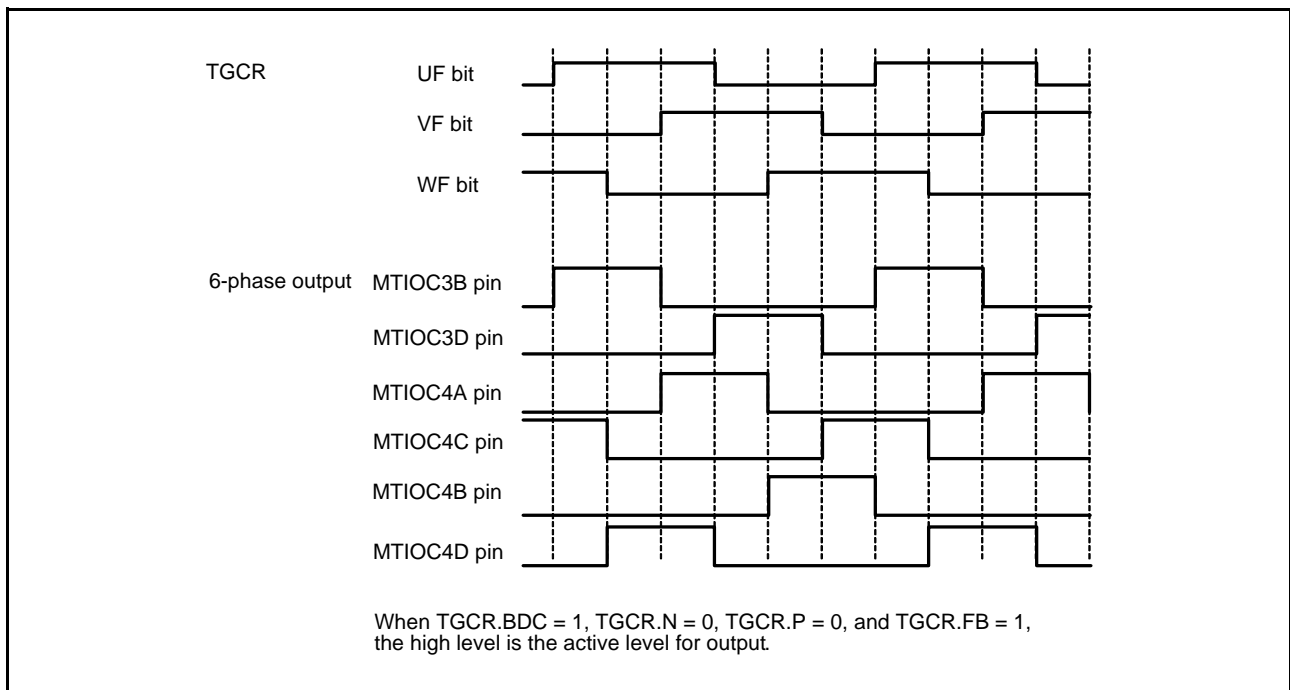 TGCR UF bit
VF bit
WF bit
6-phase output MTIOC3B pin
MTIOC3D pin
MTIOC4A pin
MTIOC4C pin
MTIOC4B pin
MTIOC4D pin
When TGCR.BDC = 1, TGCR.N = 0, TGCR.P = 0, and TGCR.FB = 1,
the high level is the active level for output.